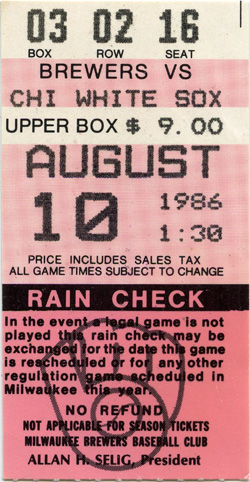 03 02 16
BOX ROW SEAT
BREWERS VS
CHI WHITE SOX
UPPER BOX $ 9.00
AUGUST
10 1986
1:30
PRICE INCLUDES SALES TAX
ALL GAME TIMES SUBJECT TO CHANGE
RAIN CHECK
In the event a legal game is not
played this rain check may be
exchanged for the date this game
is rescheduled or for any other
regulation game scheduled in
Milwaukee this year.
NO REFUND
NOT APPLICABLE FOR SEASON TICKETS
MILWAUKEE BREWERS BASEBALL CLUB
ALLAN H. SELIG, President